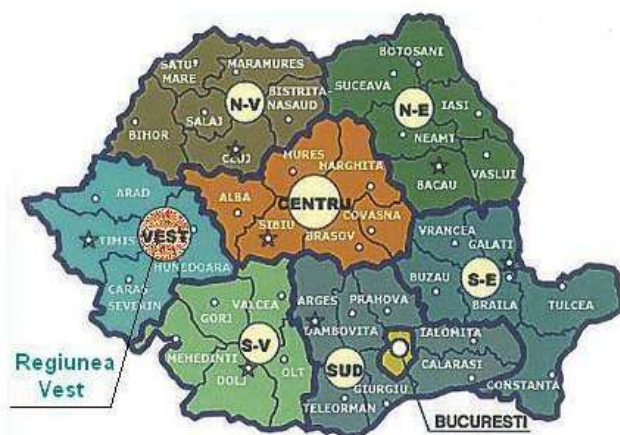 BOTOSANI
SATU'
MARE
MARAMURES
SUCEAVA
BISTRITA-
NASAUD
N-V
N-E
IASI
SALAJ
BIHOR
NEAMT
CLUJ
MURES
HARGHITA
BACAU
VASLUI
ARAD
ALBA
CENTRU
COVASNA
SIBIU
BRASOV
VRANCEA
GALATI
TIMIS
VEST
HUNEDOARA
BUZAU
S-E
CARAS
SEVERIN
BRAILA
TULCEA
VALCEA
GORJ
ARGES
PRAHOVA
DAMBOVITA
IALOMITA
Regiunea
Vest
MEHEDINTI
S-V
OLT
DOLJ
SUD
CALARASI
CONSTANTA
GIURGIU
TELEORMAN
BUCURESTI